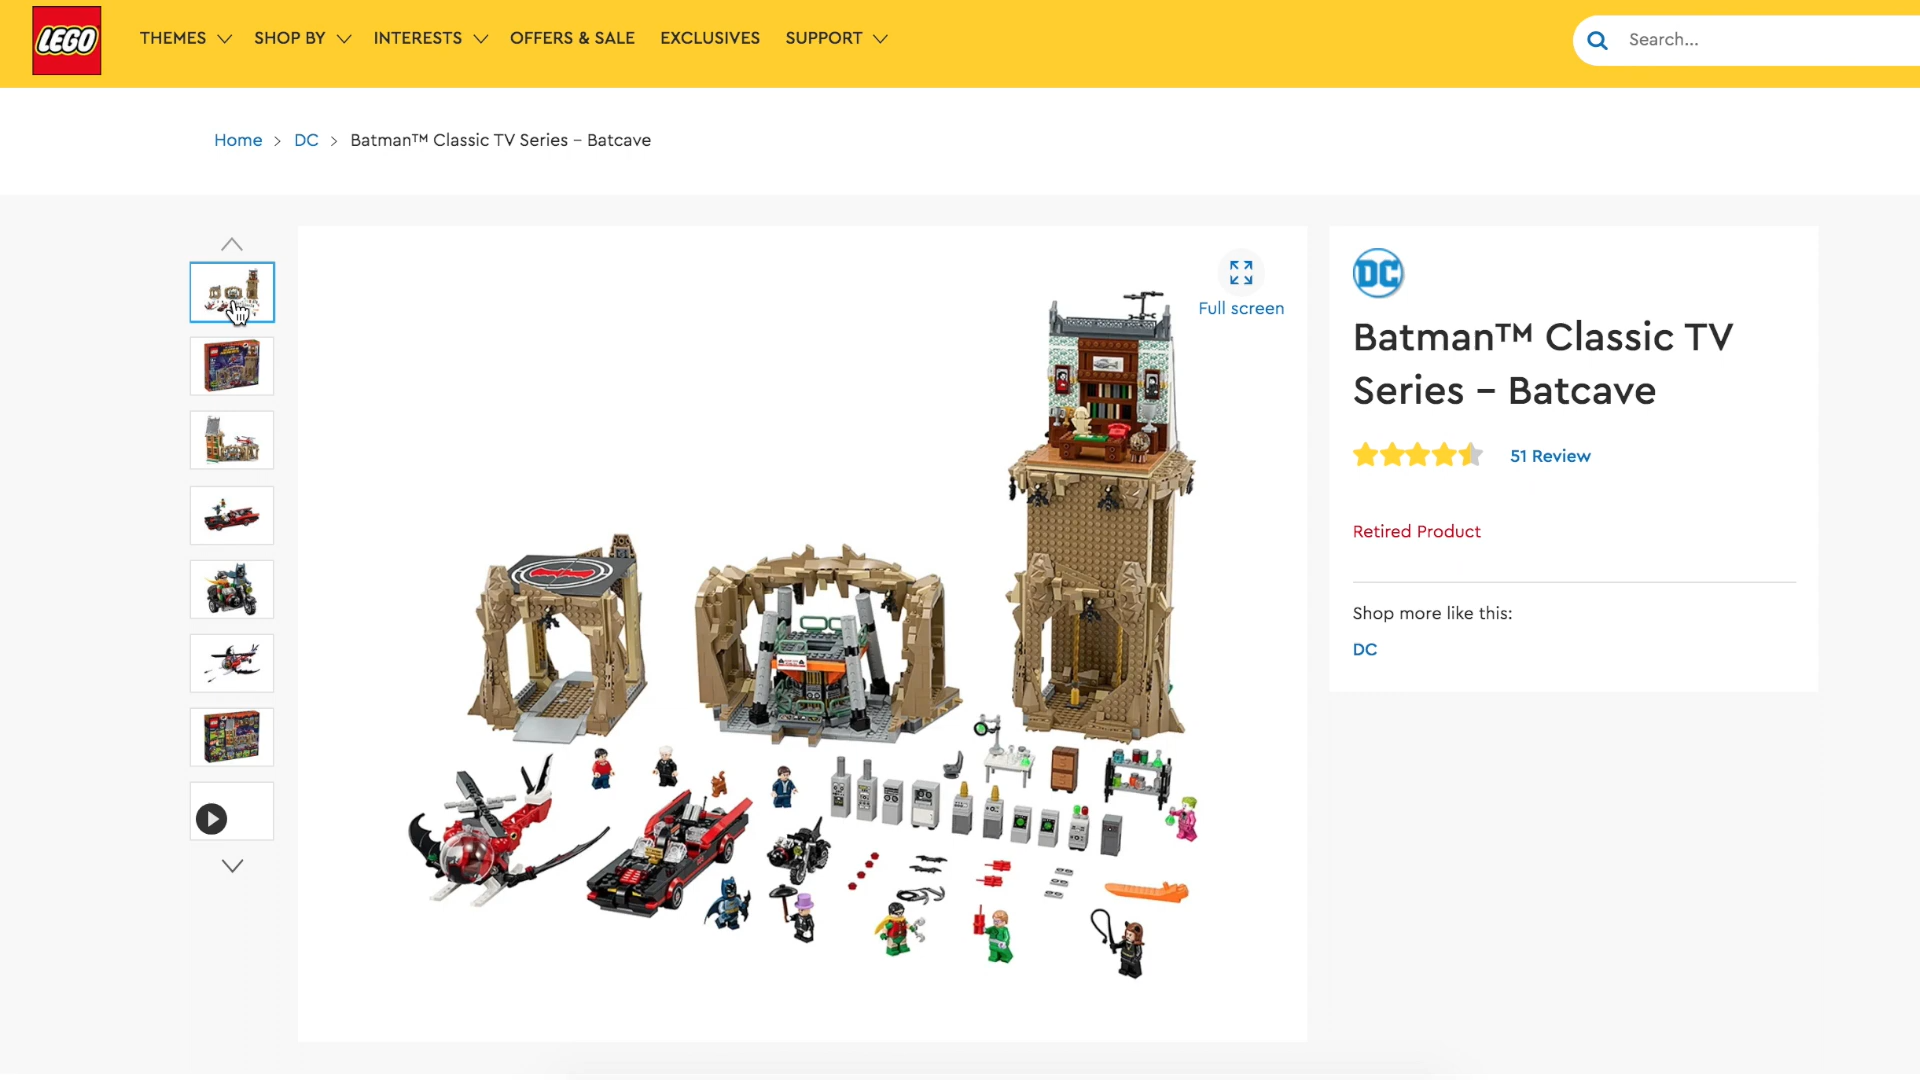 LEGO
THEMES
SHOP BY
INTERESTS
OFFERS & SALE
EXCLUSIVES
SUPPORT
Search...
Home > DC > Batman™ Classic TV Series – Batcave
Full screen
DC
Batman™ Classic TV
Series – Batcave
51 Review
Retired Product
Shop more like this:
DC